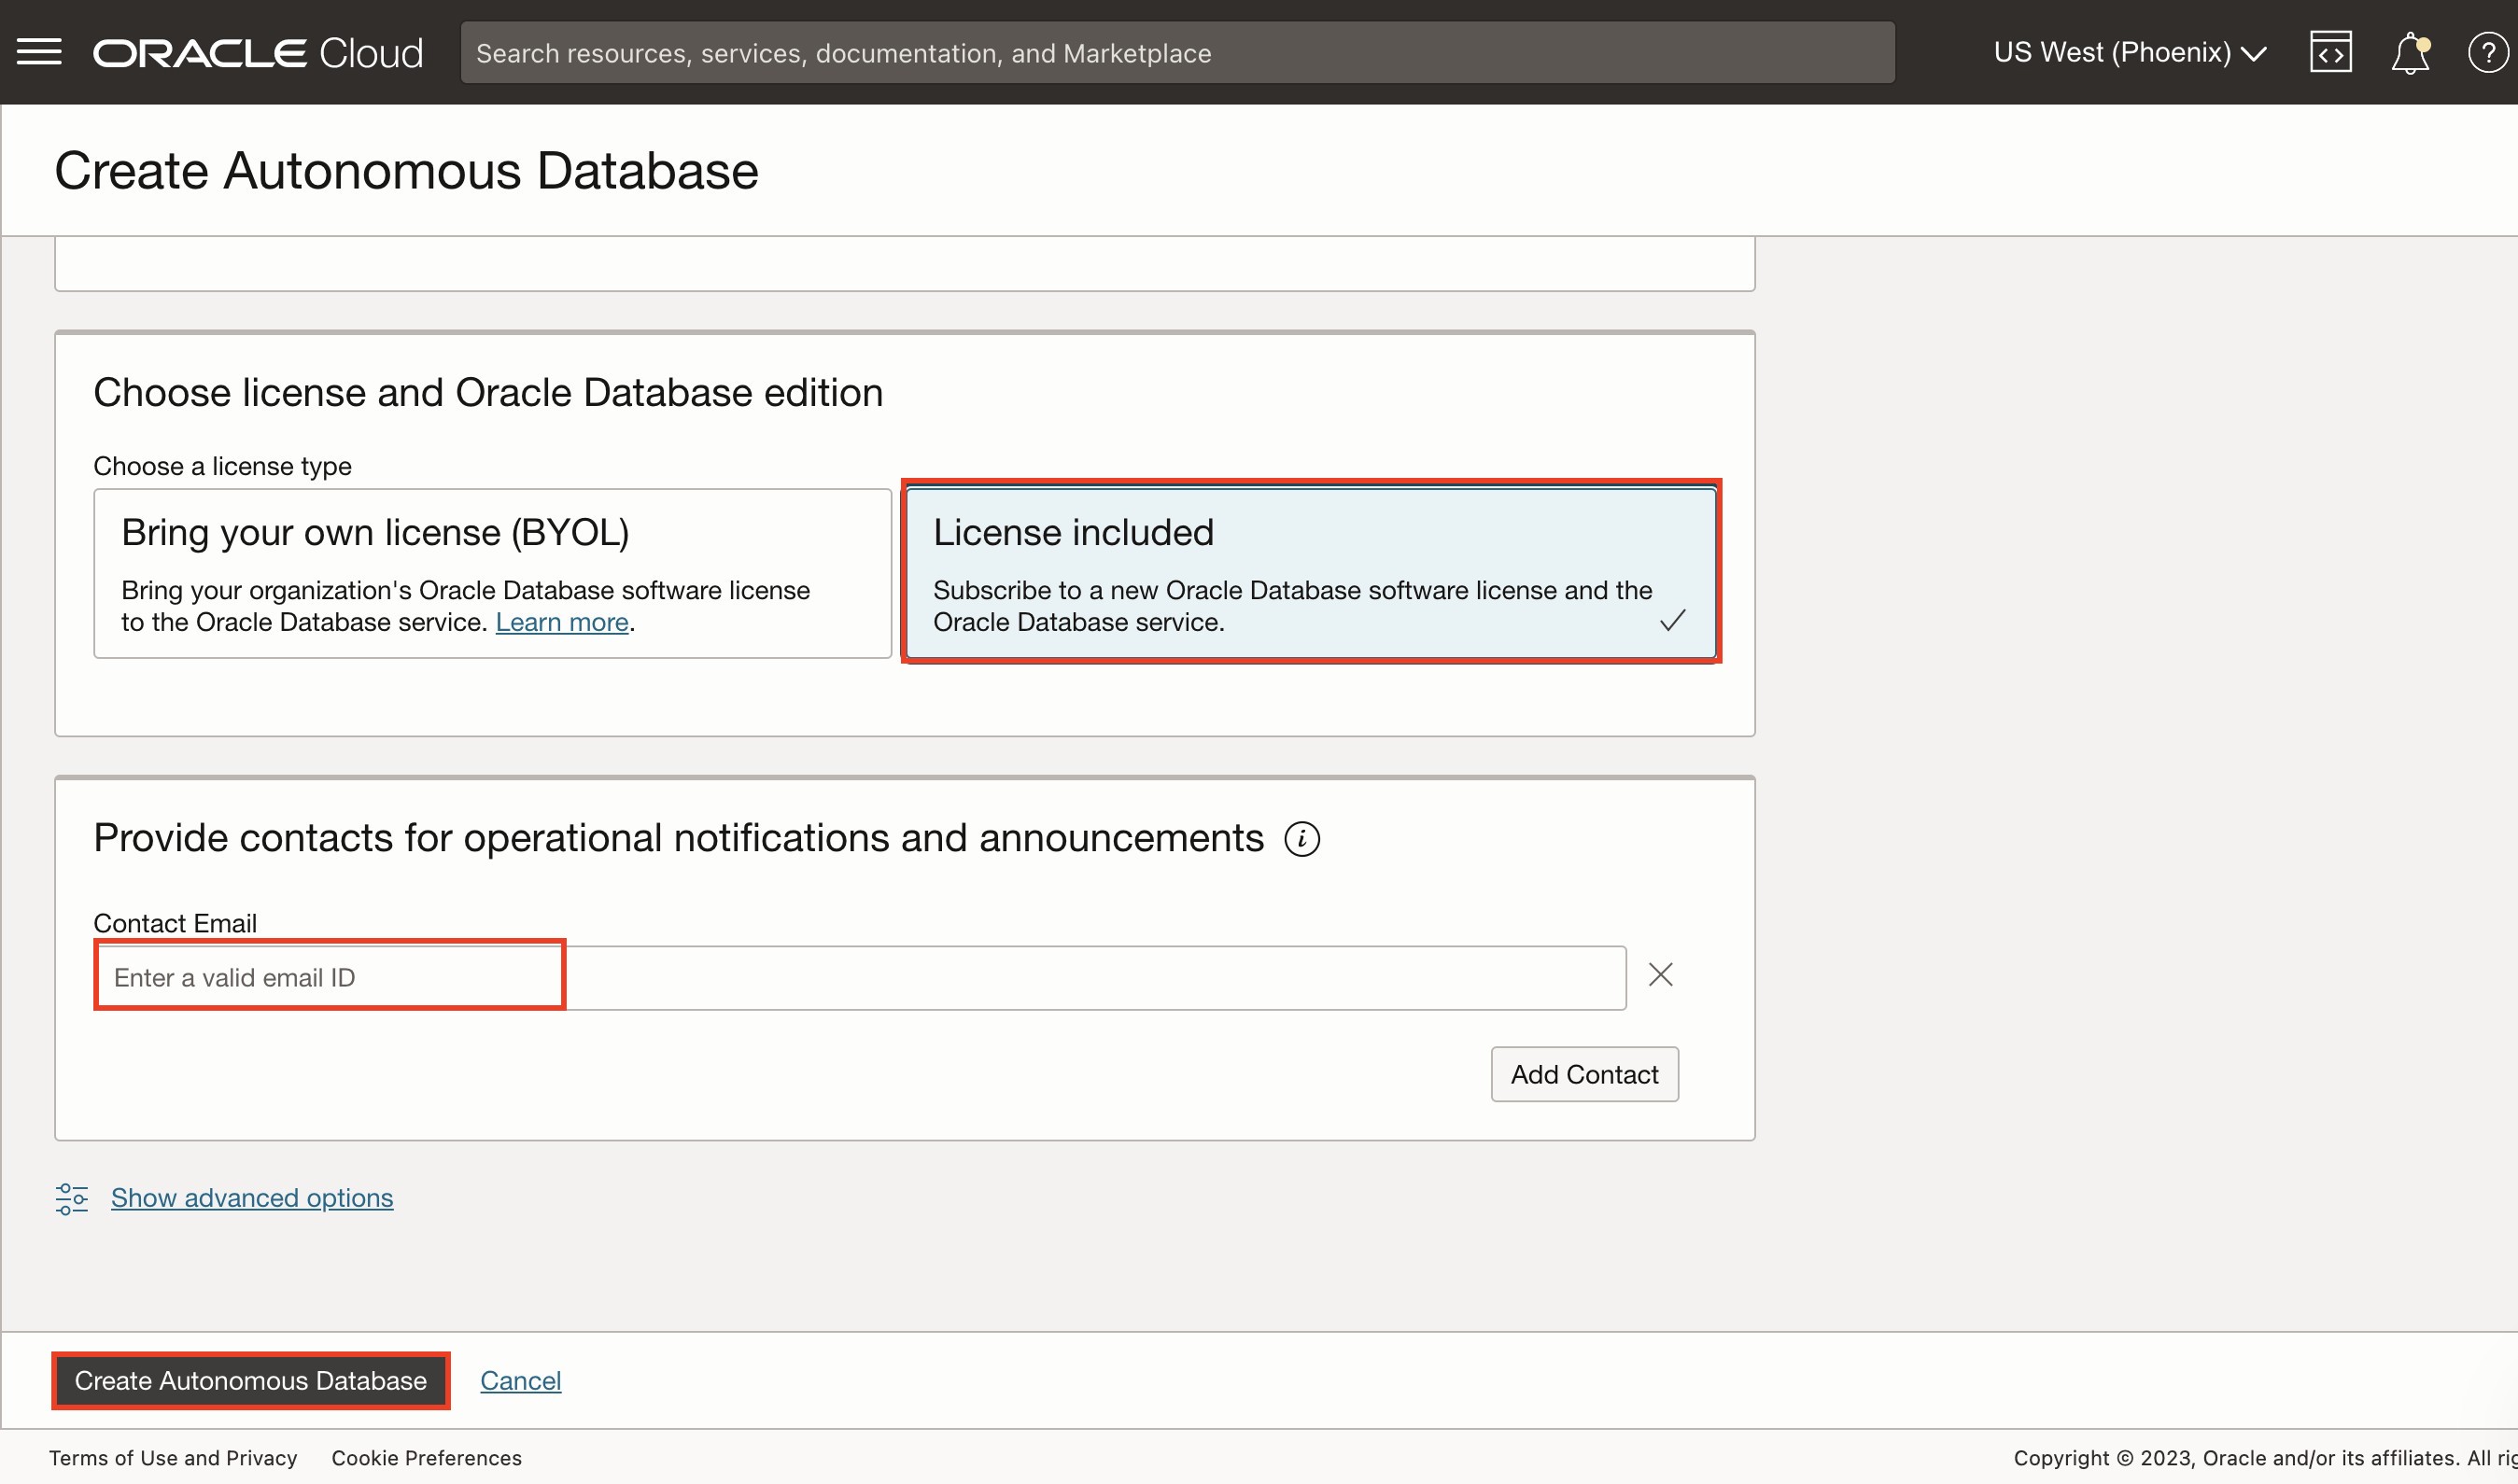 ORACLE Cloud
Search resources, services, documentation, and Marketplace
US West (Phoenix)
?
Create Autonomous Database
Choose license and Oracle Database edition
Choose a license type
Bring your own license (BYOL)
Bring your organization's Oracle Database software license
to the Oracle Database service. Learn more.
License included
Subscribe to a new Oracle Database software license and the
Oracle Database service.
Provide contacts for operational notifications and announcements i
Contact Email
Enter a valid email ID
Add Contact
Show advanced options
Create Autonomous Database
Cancel
Terms of Use and Privacy
Cookie Preferences
Copyright © 2023, Oracle and/or its affiliates. All